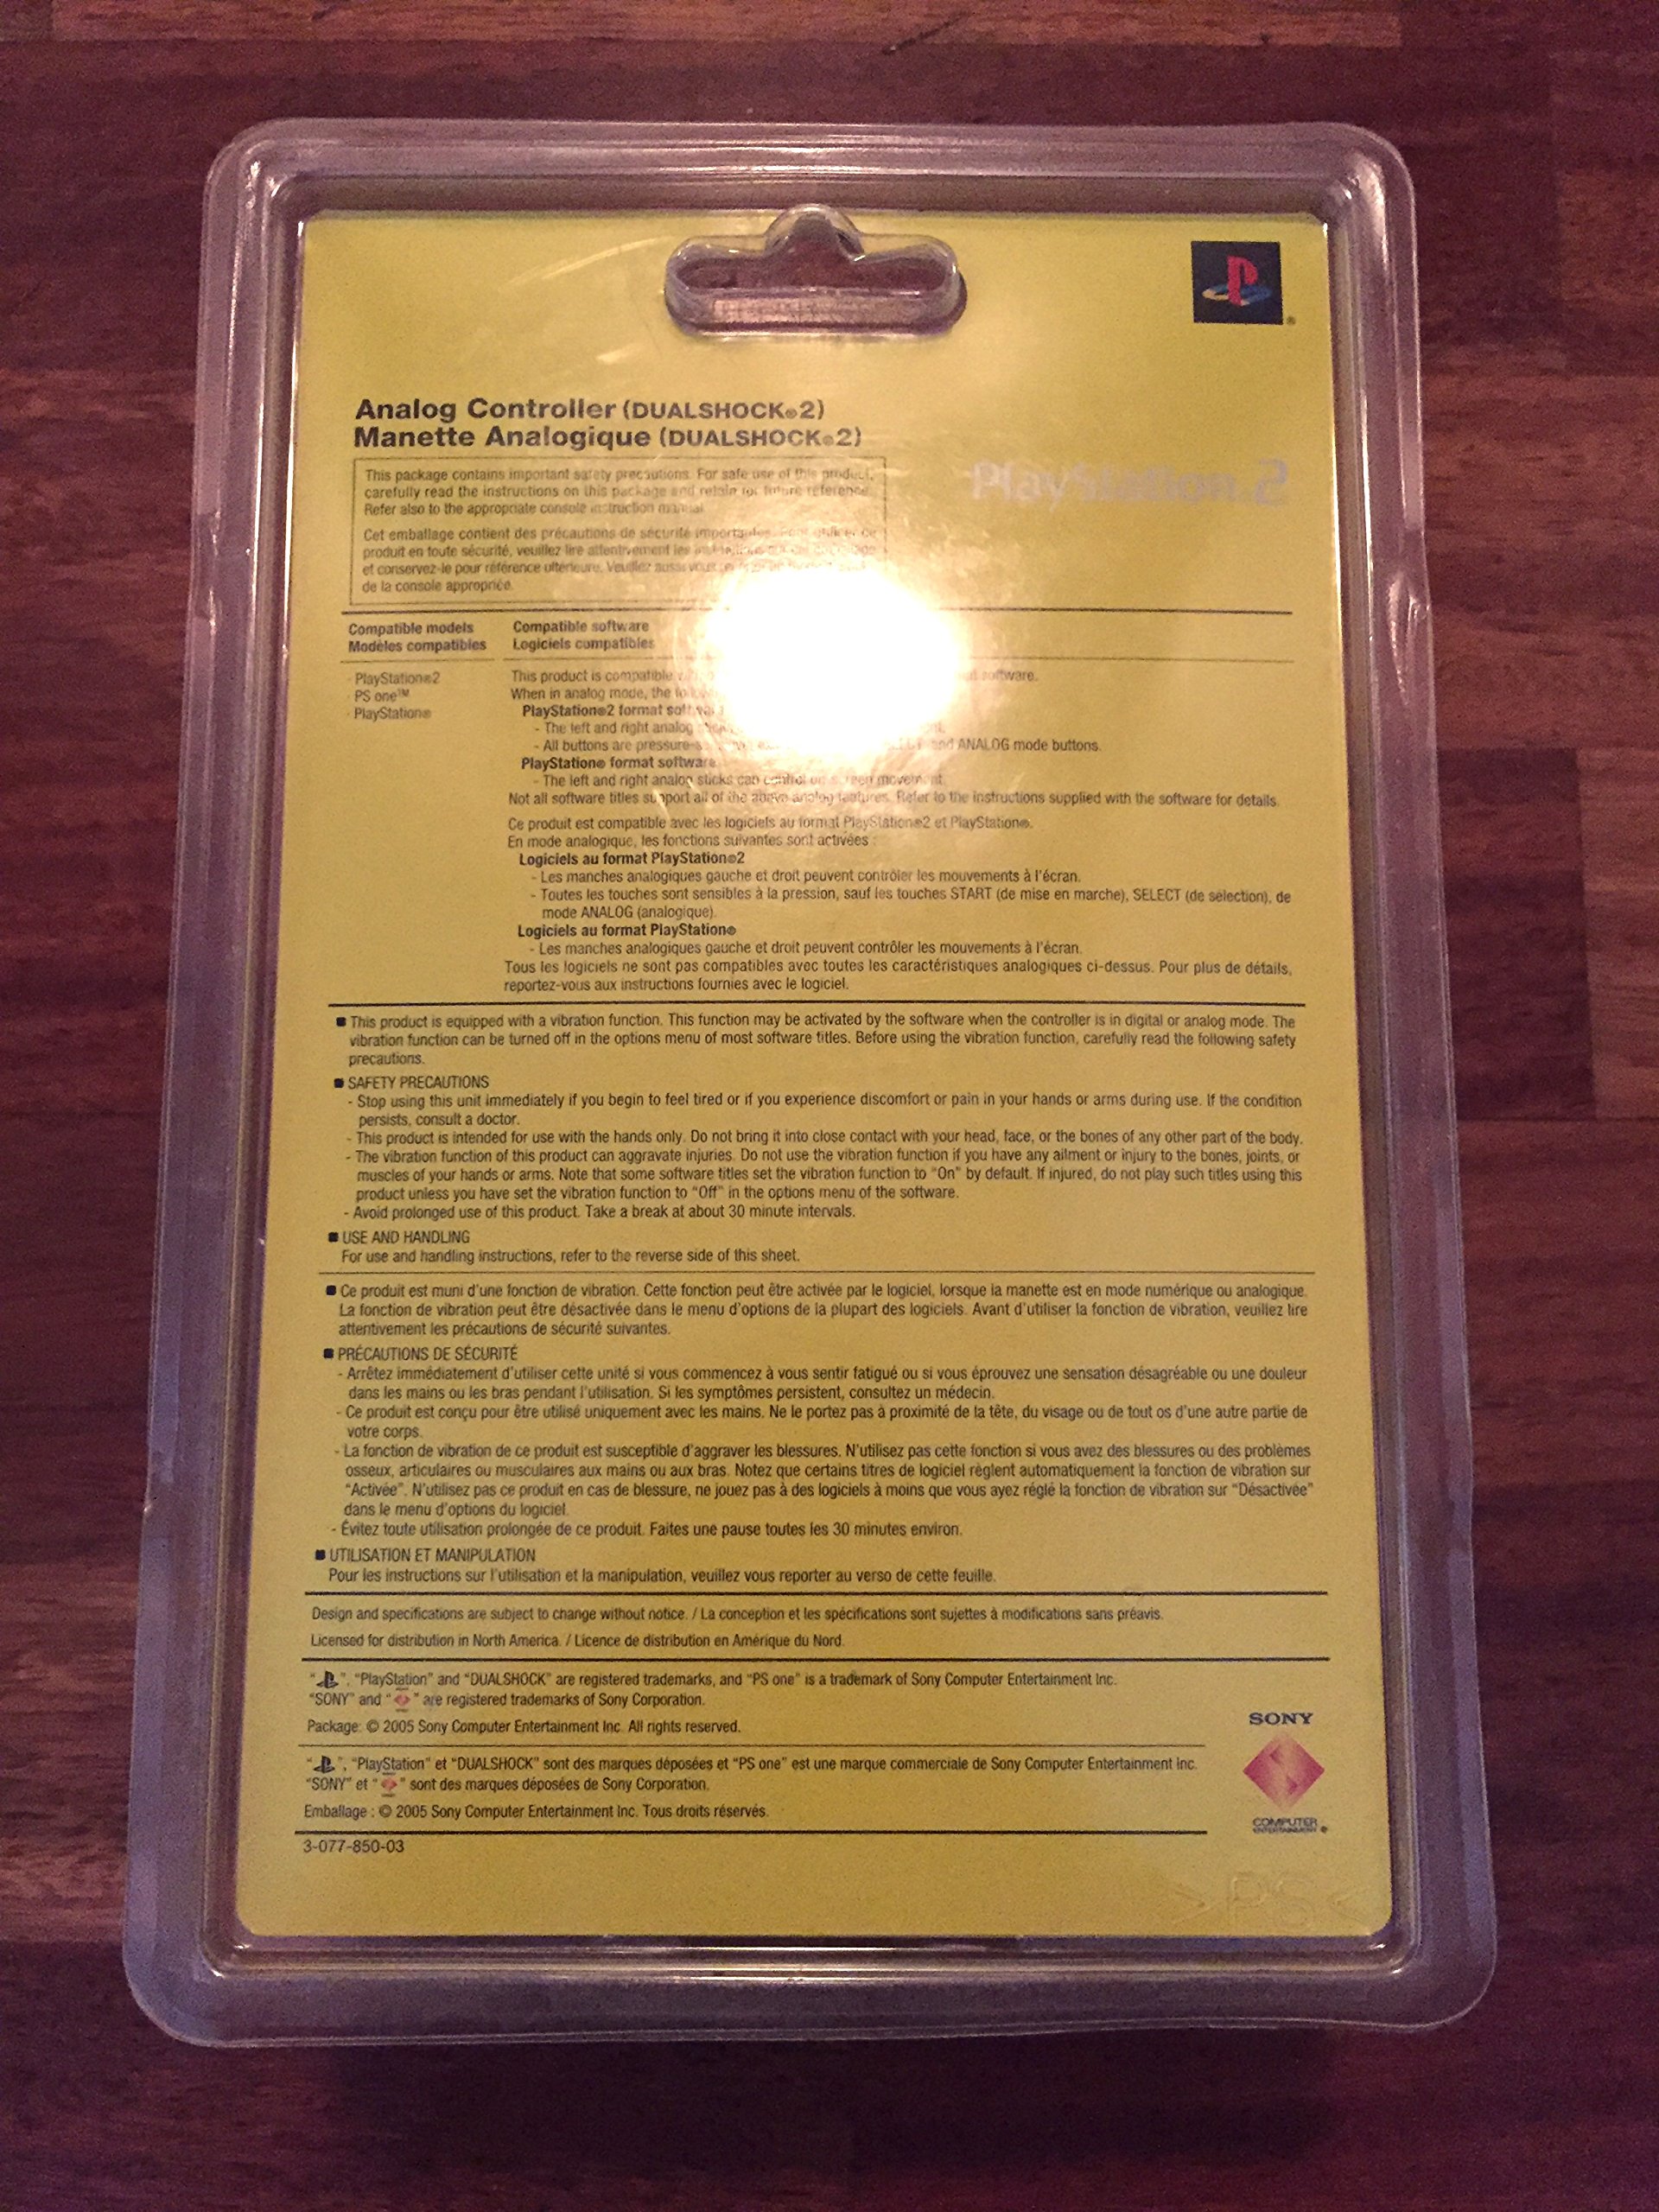 Analog Controller (DUALSHOCK®2)
Manette Analogique (DUALSHOCK®2)
PlayStation 2
This package contains important safety precautions. For safe use of this product,
carefully read the instructions on this package and retain for future reference.
Refer also to the appropriate console instruction manual.
Cet emballage contient des précautions de sécurité importantes. Pour utiliser ce
produit en toute sécurité, veuillez lire attentivement les
et conservez-le pour référence ultérieure. Veuillez aussi vous
de la console appropriée.
Compatible models
Modèles compatibles
Compatible software
Logiciels compatibles
- PlayStation®2
- PS one™
- PlayStation®
This product is compatible software.
When in analog mode, the
PlayStation®2 format
- The left and right analog
- All buttons are and ANALOG mode buttons.
PlayStation® format software
- The left and right analog sticks can control on-screen movement.
Not all software titles support all of the above analog features. Refer to the instructions supplied with the software for details.
Ce produit est compatible avec les logiciels au format PlayStation®2 et PlayStation®.
En mode analogique, les fonctions suivantes sont activées :
Logiciels au format PlayStation®2
- Les manches analogiques gauche et droit peuvent contrôler les mouvements à l'écran.
- Toutes les touches sont sensibles à la pression, sauf les touches START (de mise en marche), SELECT (de sélection), de
mode ANALOG (analogique).
Logiciels au format PlayStation®
- Les manches analogiques gauche et droit peuvent contrôler les mouvements à l'écran.
Tous les logiciels ne sont pas compatibles avec toutes les caractéristiques analogiques ci-dessus. Pour plus de détails,
reportez-vous aux instructions fournies avec le logiciel.
■ This product is equipped with a vibration function. This function may be activated by the software when the controller is in digital or analog mode. The
vibration function can be turned off in the options menu of most software titles. Before using the vibration function, carefully read the following safety
precautions.
■ SAFETY PRECAUTIONS
- Stop using this unit immediately if you begin to feel tired or if you experience discomfort or pain in your hands or arms during use. If the condition
persists, consult a doctor.
- This product is intended for use with the hands only. Do not bring it into close contact with your head, face, or the bones of any other part of the body.
- The vibration function of this product can aggravate injuries. Do not use the vibration function if you have any ailment or injury to the bones, joints, or
muscles of your hands or arms. Note that some software titles set the vibration function to "On" by default. If injured, do not play such titles using this
product unless you have set the vibration function to "Off" in the options menu of the software.
- Avoid prolonged use of this product. Take a break at about 30 minute intervals.
■ USE AND HANDLING
For use and handling instructions, refer to the reverse side of this sheet.
■ Ce produit est muni d'une fonction de vibration. Cette fonction peut être activée par le logiciel, lorsque la manette est en mode numérique ou analogique.
La fonction de vibration peut être désactivée dans le menu d'options de la plupart des logiciels. Avant d'utiliser la fonction de vibration, veuillez lire
attentivement les précautions de sécurité suivantes.
■ PRÉCAUTIONS DE SÉCURITÉ
- Arrêtez immédiatement d'utiliser cette unité si vous commencez à vous sentir fatigué ou si vous éprouvez une sensation désagréable ou une douleur
dans les mains ou les bras pendant l'utilisation. Si les symptômes persistent, consultez un médecin.
- Ce produit est conçu pour être utilisé uniquement avec les mains. Ne le portez pas à proximité de la tête, du visage ou de tout os d'une autre partie de
votre corps.
- La fonction de vibration de ce produit est susceptible d'aggraver les blessures. N'utilisez pas cette fonction si vous avez des blessures ou des problèmes
osseux, articulaires ou musculaires aux mains ou aux bras. Notez que certains titres de logiciel règlent automatiquement la fonction de vibration sur
"Activée". N'utilisez pas ce produit en cas de blessure, ne jouez pas à des logiciels à moins que vous ayez réglé la fonction de vibration sur "Désactivée"
dans le menu d'options du logiciel.
- Évitez toute utilisation prolongée de ce produit. Faites une pause toutes les 30 minutes environ.
■ UTILISATION ET MANIPULATION
Pour les instructions sur l'utilisation et la manipulation, veuillez vous reporter au verso de cette feuille.
Design and specifications are subject to change without notice. / La conception et les spécifications sont sujettes à modifications sans préavis.
Licensed for distribution in North America. / Licence de distribution en Amérique du Nord.
" ", "PlayStation" and "DUALSHOCK" are registered trademarks, and "PS one" is a trademark of Sony Computer Entertainment Inc.
"SONY" and " " are registered trademarks of Sony Corporation.
Package: © 2005 Sony Computer Entertainment Inc. All rights reserved.
" ", "PlayStation" et "DUALSHOCK" sont des marques déposées et "PS one" est une marque commerciale de Sony Computer Entertainment Inc.
"SONY" et " " sont des marques déposées de Sony Corporation.
Emballage : © 2005 Sony Computer Entertainment Inc. Tous droits réservés.
3-077-850-03
SONY
COMPUTER
ENTERTAINMENT®
>PS<